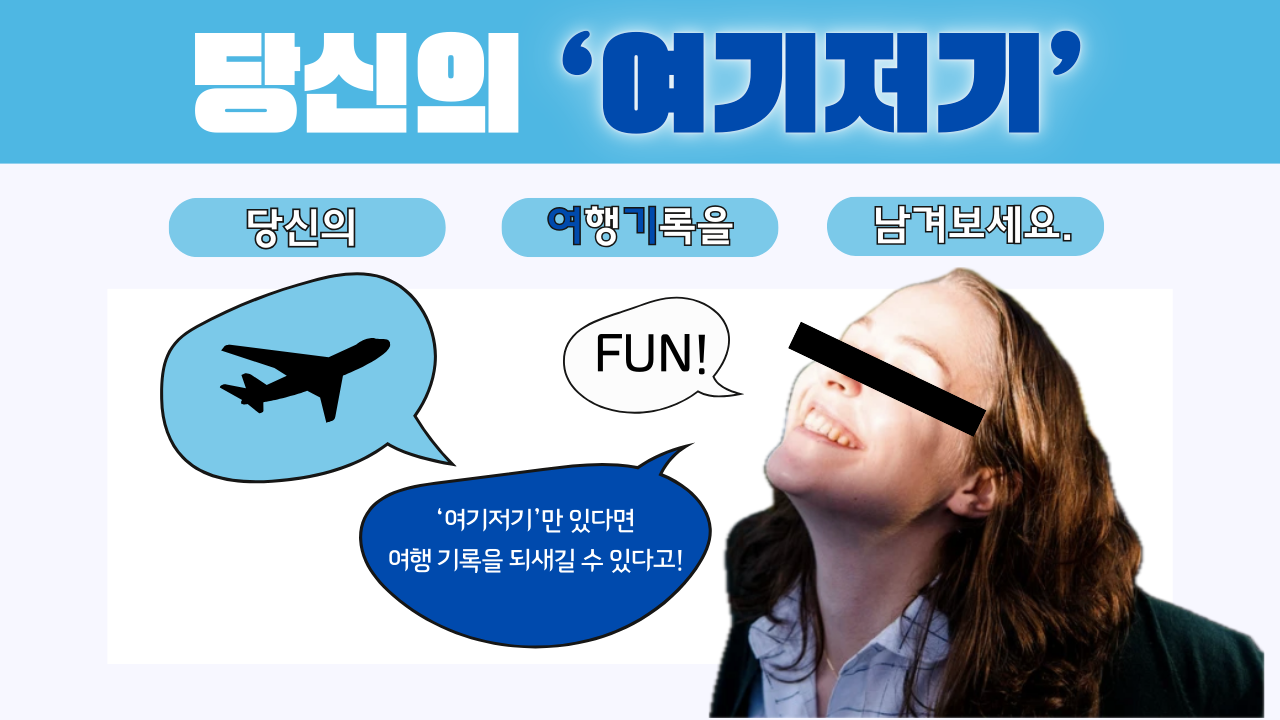 당신의 ‘여기저기’
당신의 여행기록을 남겨보세요.
FUN!
‘여기저기’만 있다면
여행 기록을 되새길 수 있다고!